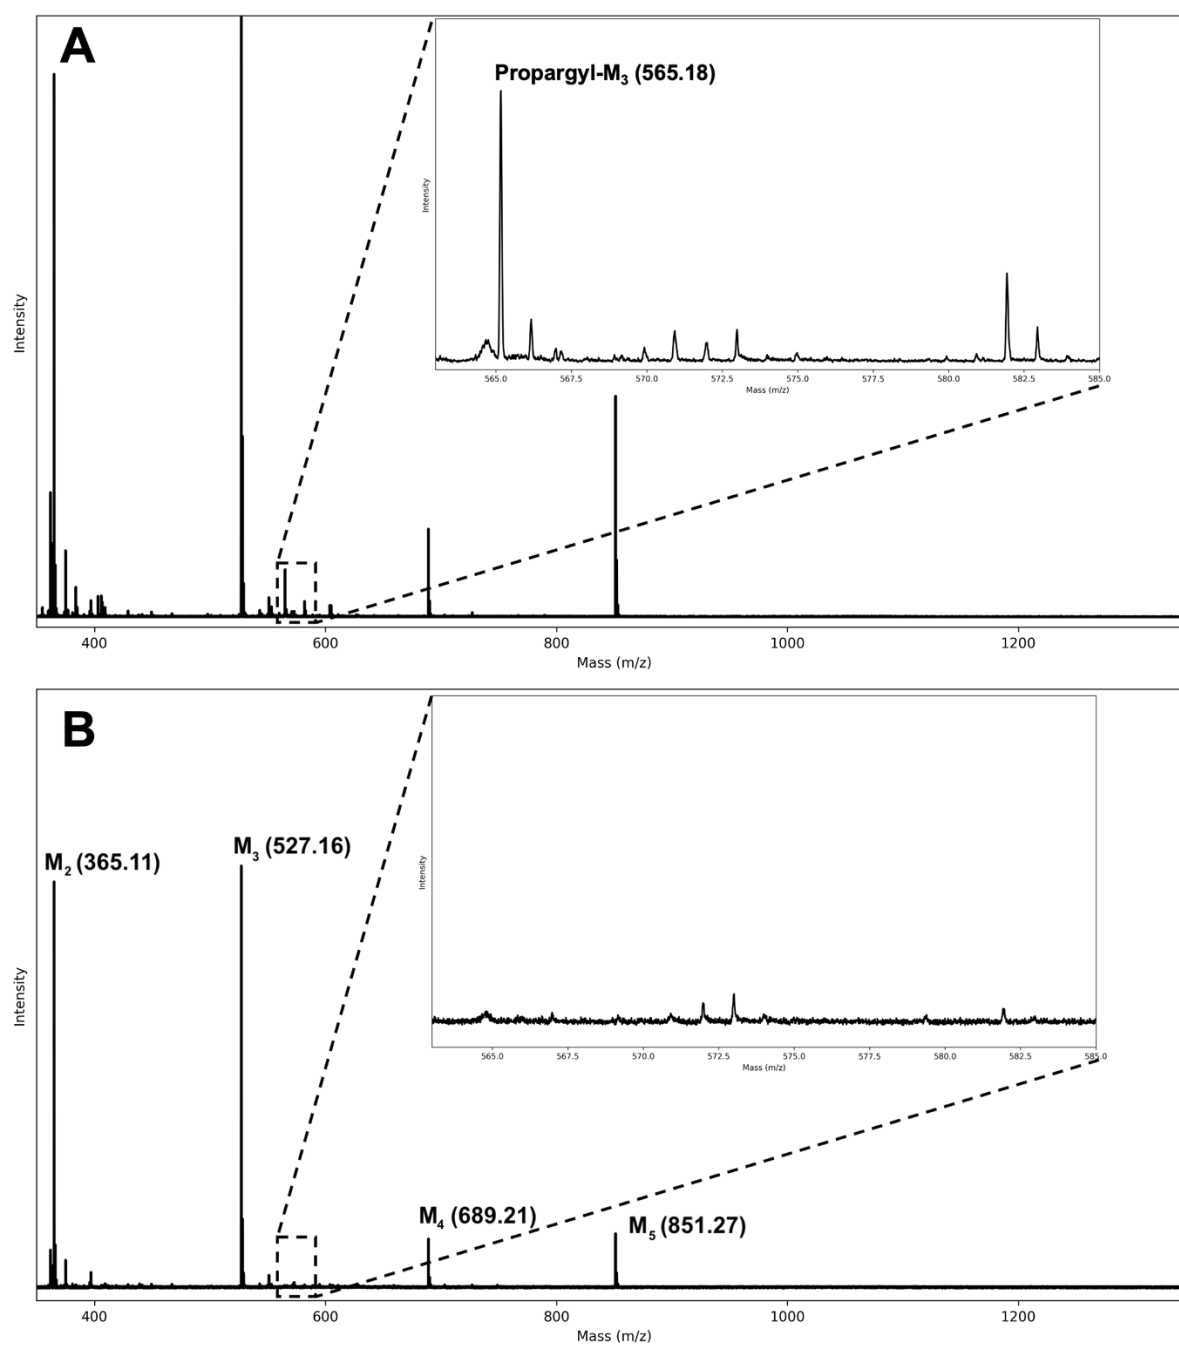 A
Propargyl-M₃ (565.18)
Intensity
565.0 567.5 570.0 572.5 575.0 577.5 580.0 582.5 585.0
Mass (m/z)
Intensity
400 600 800 1000 1200
Mass (m/z)
B
Intensity
565.0 567.5 570.0 572.5 575.0 577.5 580.0 582.5 585.0
Mass (m/z)
M₂ (365.11)
M₃ (527.16)
M₄ (689.21)
M₅ (851.27)
Intensity
400 600 800 1000 1200
Mass (m/z)